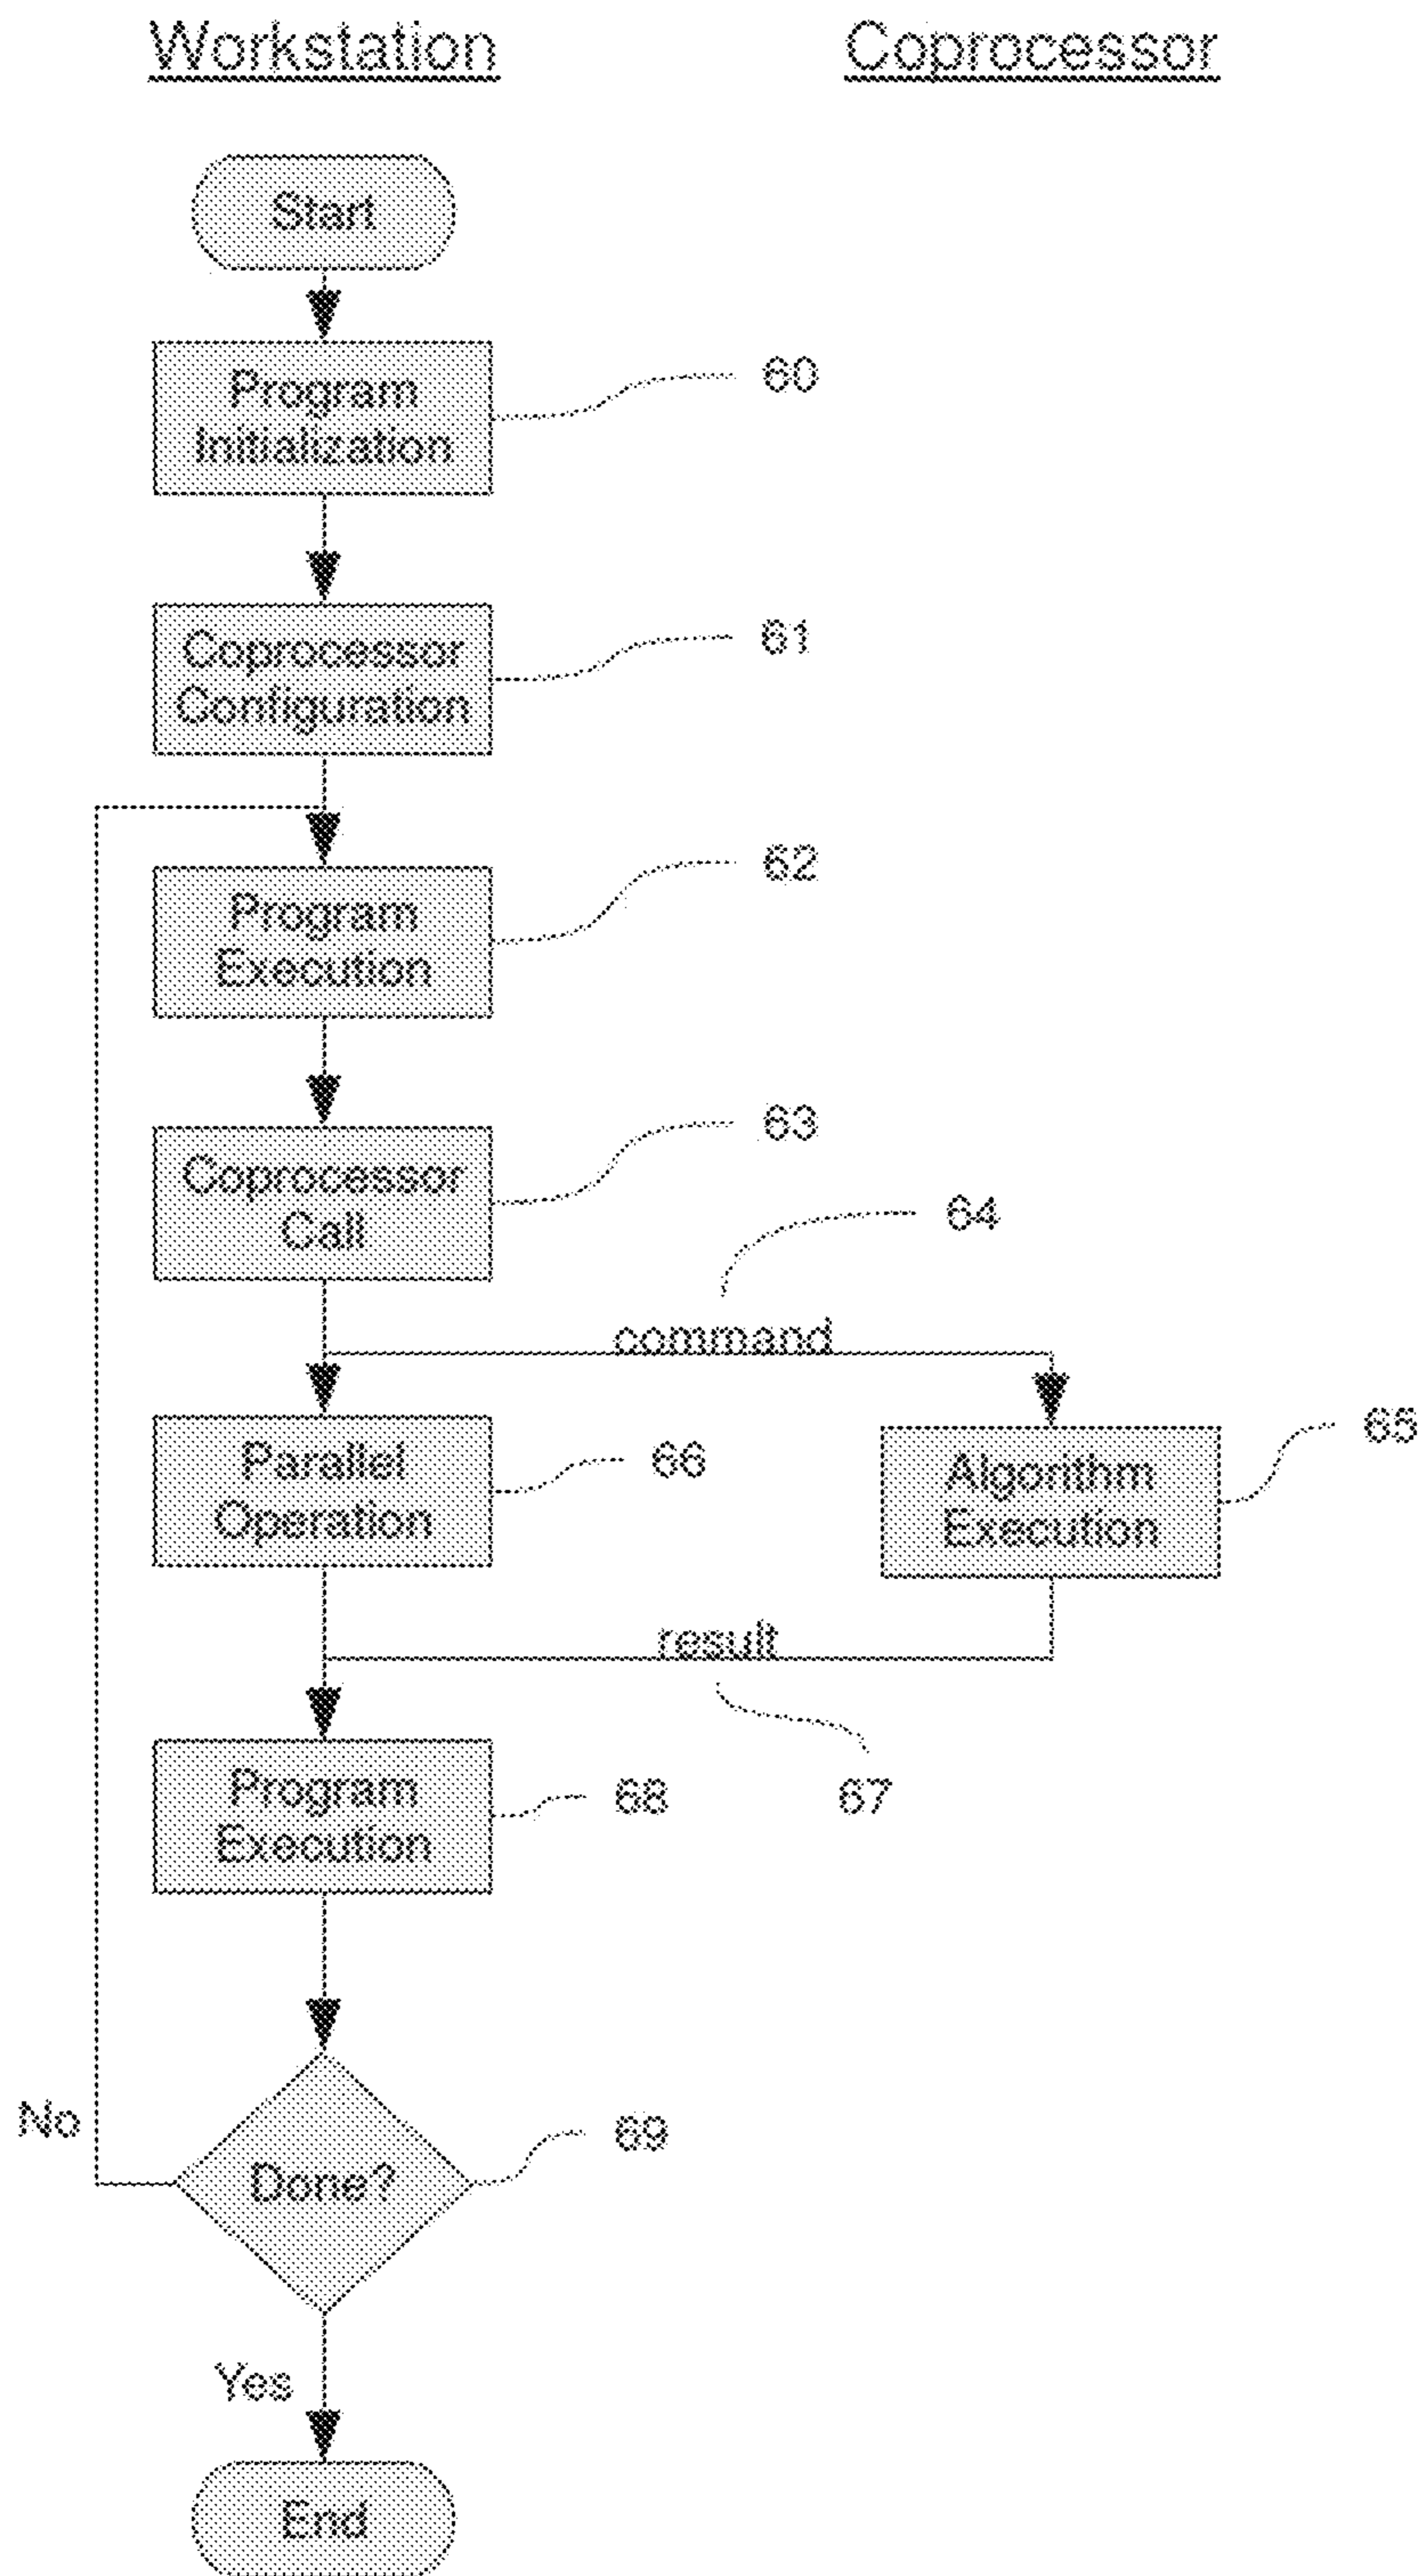 Workstation
Coprocessor
Start
Program
Initialization
60
Coprocessor
Configuration
61
Program
Execution
62
Coprocessor
Call
63
64
command
Parallel
Operation
66
Algorithm
Execution
65
result
67
Program
Execution
68
No
Done?
69
Yes
End